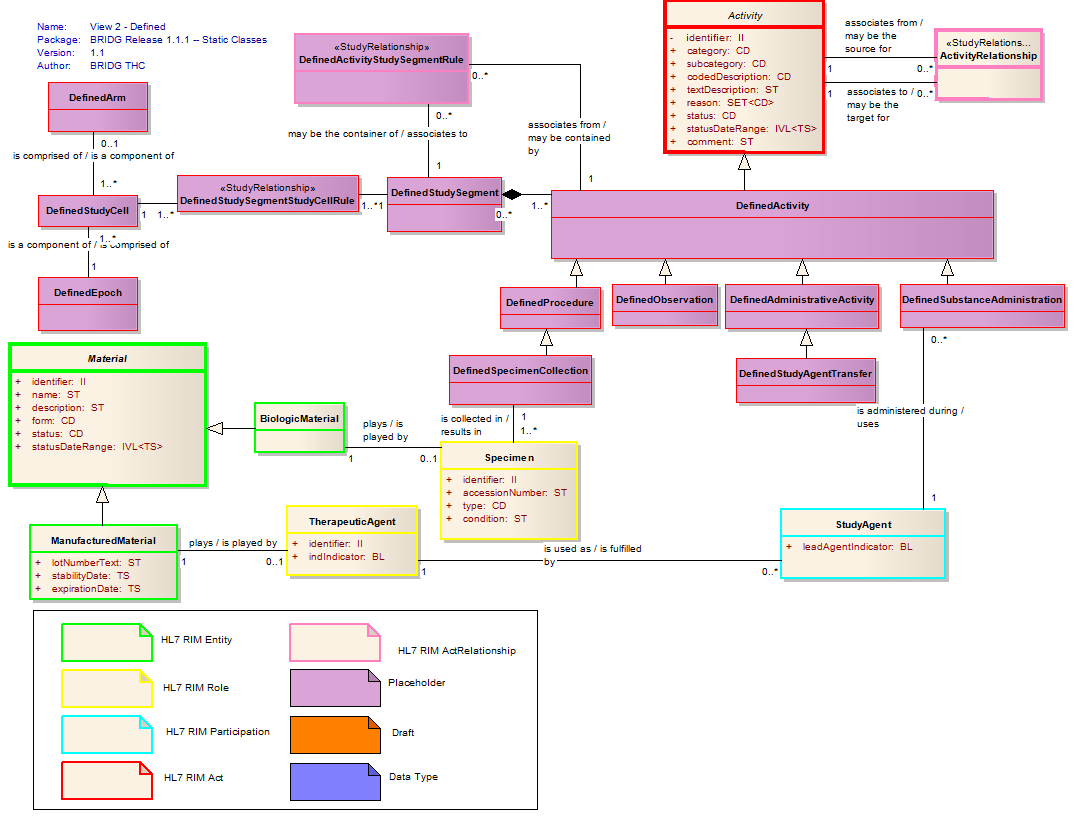 Name: View 2 - Defined
Package: BRIDG Release 1.1.1 -- Static Classes
Version: 1.1
Author: BRIDG THC
Activity
- identifier: II
+ category: CD
+ subcategory: CD
+ codedDescription: CD
+ textDescription: ST
+ reason: SET<CD>
+ status: CD
+ statusDateRange: IVL<TS>
+ comment: ST
associates from /
may be the
source for
1
0..*
associates to /
may be the
target for
1
0..*
«StudyRelations...
ActivityRelationship
«StudyRelationship»
DefinedActivityStudySegmentRule
0..*
0..*
may be the container of / associates to
1
associates from /
may be contained
by
1
DefinedArm
0..1
is comprised of / is a component of
1..*
«StudyRelationship»
DefinedStudySegmentStudyCellRule
DefinedStudySegment
DefinedStudyCell
1 1..*
1..*1
0..*
1..*
DefinedActivity
1..*
is a component of / is comprised of
1
DefinedEpoch
DefinedProcedure
DefinedObservation
DefinedAdministrativeActivity
DefinedSubstanceAdministration
0..*
DefinedSpecimenCollection
DefinedStudyAgentTransfer
Material
+ identifier: II
+ name: ST
+ description: ST
+ form: CD
+ status: CD
+ statusDateRange: IVL<TS>
BiologicMaterial
plays / is
played by
1
0..1
is collected in /
results in
1
1..*
is administered during /
uses
1
Specimen
+ identifier: II
+ accessionNumber: ST
+ type: CD
+ condition: ST
ManufacturedMaterial
+ lotNumberText: ST
+ stabilityDate: TS
+ expirationDate: TS
plays / is played by
1
0..1
TherapeuticAgent
+ identifier: II
+ indIndicator: BL
is used as / is fulfilled
by
1
0..*
StudyAgent
+ leadAgentIndicator: BL
HL7 RIM Entity
HL7 RIM ActRelationship
HL7 RIM Role
Placeholder
HL7 RIM Participation
Draft
HL7 RIM Act
Data Type